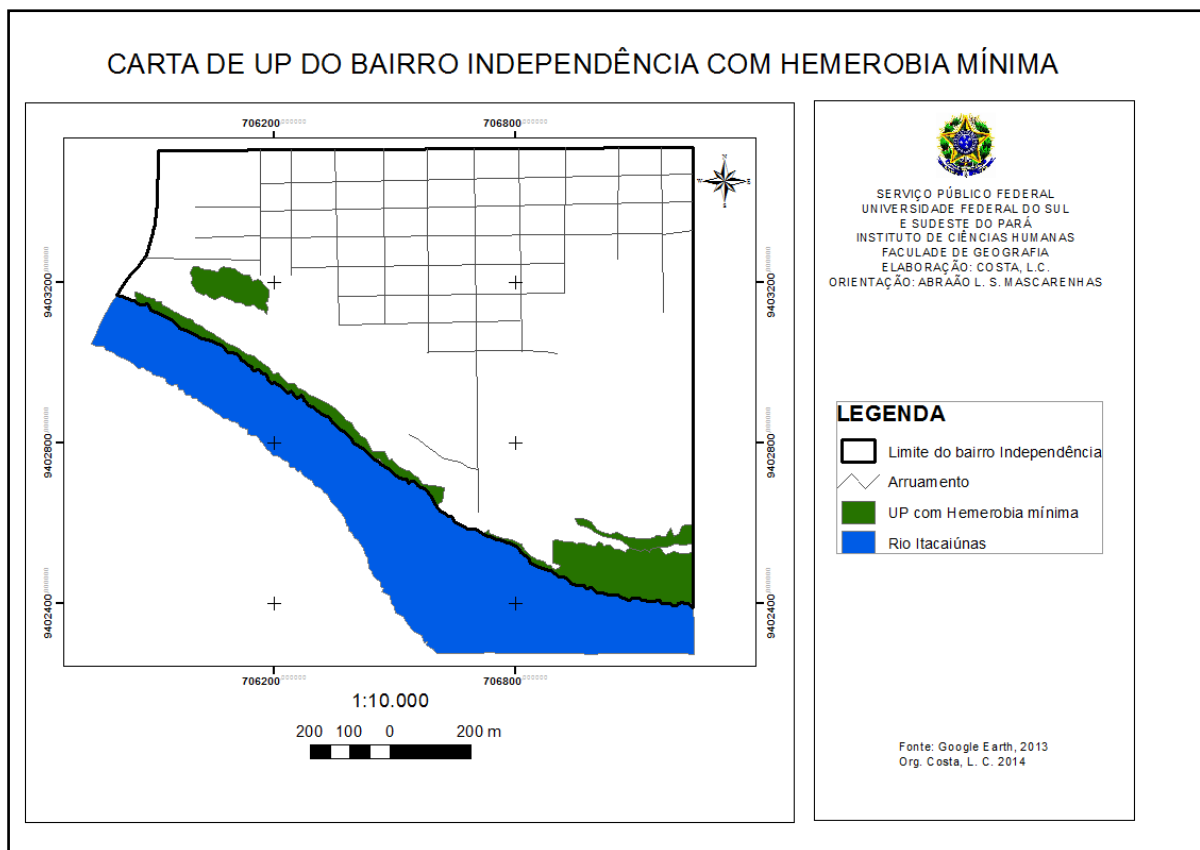 CARTA DE UP DO BAIRRO INDEPENDÊNCIA COM HEMEROBIA MÍNIMA
706200 706800
9403200 9403200
9402800 9402800
9402400 9402400
706200 706800
1:10.000
200 100 0 200 m
SERVIÇO PÚBLICO FEDERAL
UNIVERSIDADE FEDERAL DO SUL
E SUDESTE DO PARÁ
INSTITUTO DE CIÊNCIAS HUMANAS
FACULADE DE GEOGRAFIA
ELABORAÇÃO: COSTA, L.C.
ORIENTAÇÃO: ABRAÃO L. S. MASCARENHAS
LEGENDA
Limite do bairro Independência
Arruamento
UP com Hemerobia mínima
Rio Itacaiúnas
Fonte: Google Earth, 2013
Org. Costa, L. C. 2014